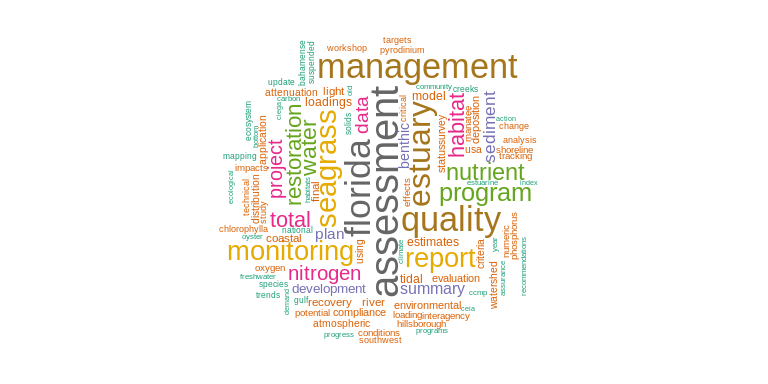 targets
workshop
pyrodinium
bahamense
suspended
management
update
community
creeks
attenuation
light
old
critical
model
carbon
ciega
loadings
data
habitat
manatee
deposition
sediment
action
change
ecosystem
bottom
application
restoration
water
seagrass
solids
florida
assessment
benthic
estuary
statussurvey
analysis
usa
shoreline
tracking
mapping
project
impacts
ecological
technical
distribution
study
habitats
final
effects
nutrient
estuarine
index
program
total
national
quality
chlorophylla
oyster
coastal
plan
monitoring
using
climate
estimates
report
criteria
year
numeric
phosphorus
recommendations
oxygen
freshwater
nitrogen
tidal
evaluation
watershed
assurance
species
development
summary
ccmp
trends
demand
gulf
recovery
river
environmental
ceia
potential
compliance
loading
interagency
atmospheric
hillsborough
progress
conditions
programs
southwest